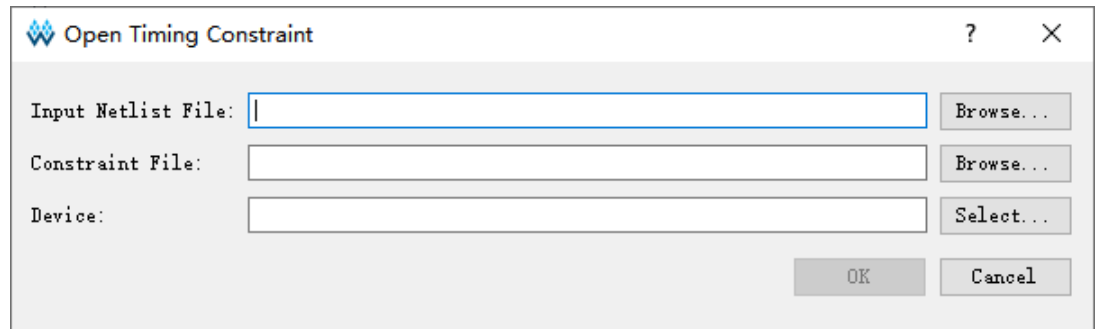 Open Timing Constraint ?
Input Netlist File: Browse...
Constraint File: Browse...
Device: Select...
OK Cancel